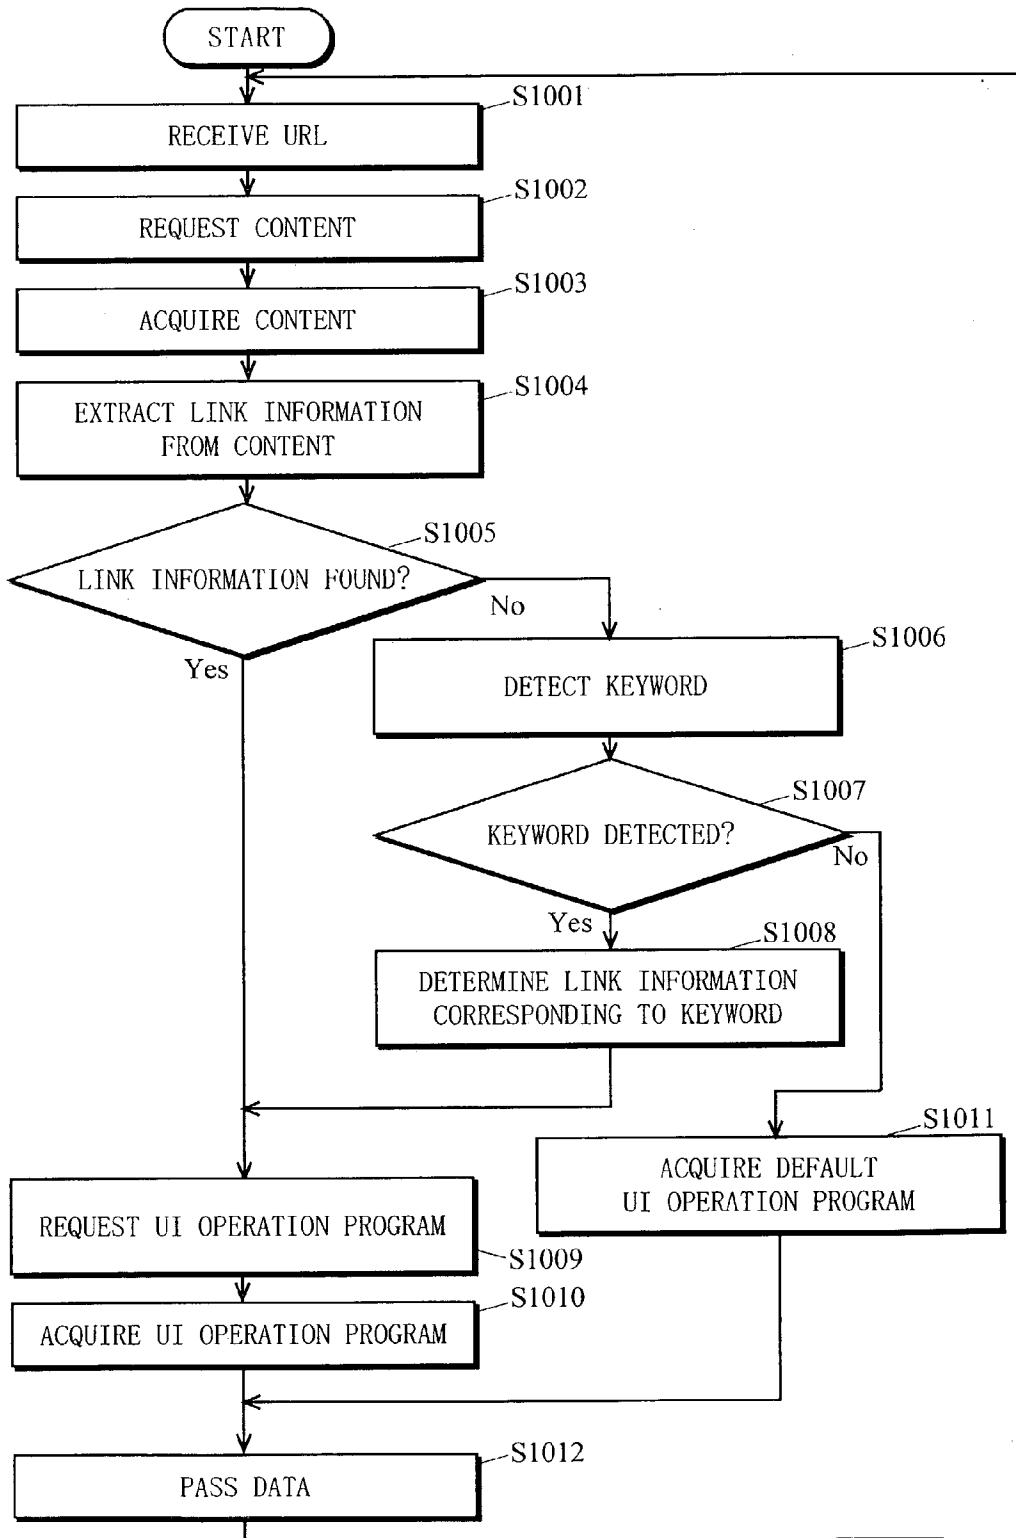 START
S1001
RECEIVE URL
S1002
REQUEST CONTENT
S1003
ACQUIRE CONTENT
S1004
EXTRACT LINK INFORMATION
FROM CONTENT
S1005
LINK INFORMATION FOUND?
No
Yes
S1006
DETECT KEYWORD
S1007
KEYWORD DETECTED?
No
Yes
S1008
DETERMINE LINK INFORMATION
CORRESPONDING TO KEYWORD
S1011
ACQUIRE DEFAULT
UI OPERATION PROGRAM
REQUEST UI OPERATION PROGRAM
S1009
S1010
ACQUIRE UI OPERATION PROGRAM
S1012
PASS DATA